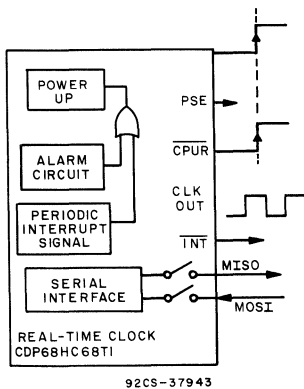 POWER
UP
PSE
CPUR
ALARM
CIRCUIT
CLK
OUT
PERIODIC
INTERRUPT
SIGNAL
INT
SERIAL
INTERFACE
MISO
MOSI
REAL-TIME CLOCK
CDP68HC68T1
92CS-37943